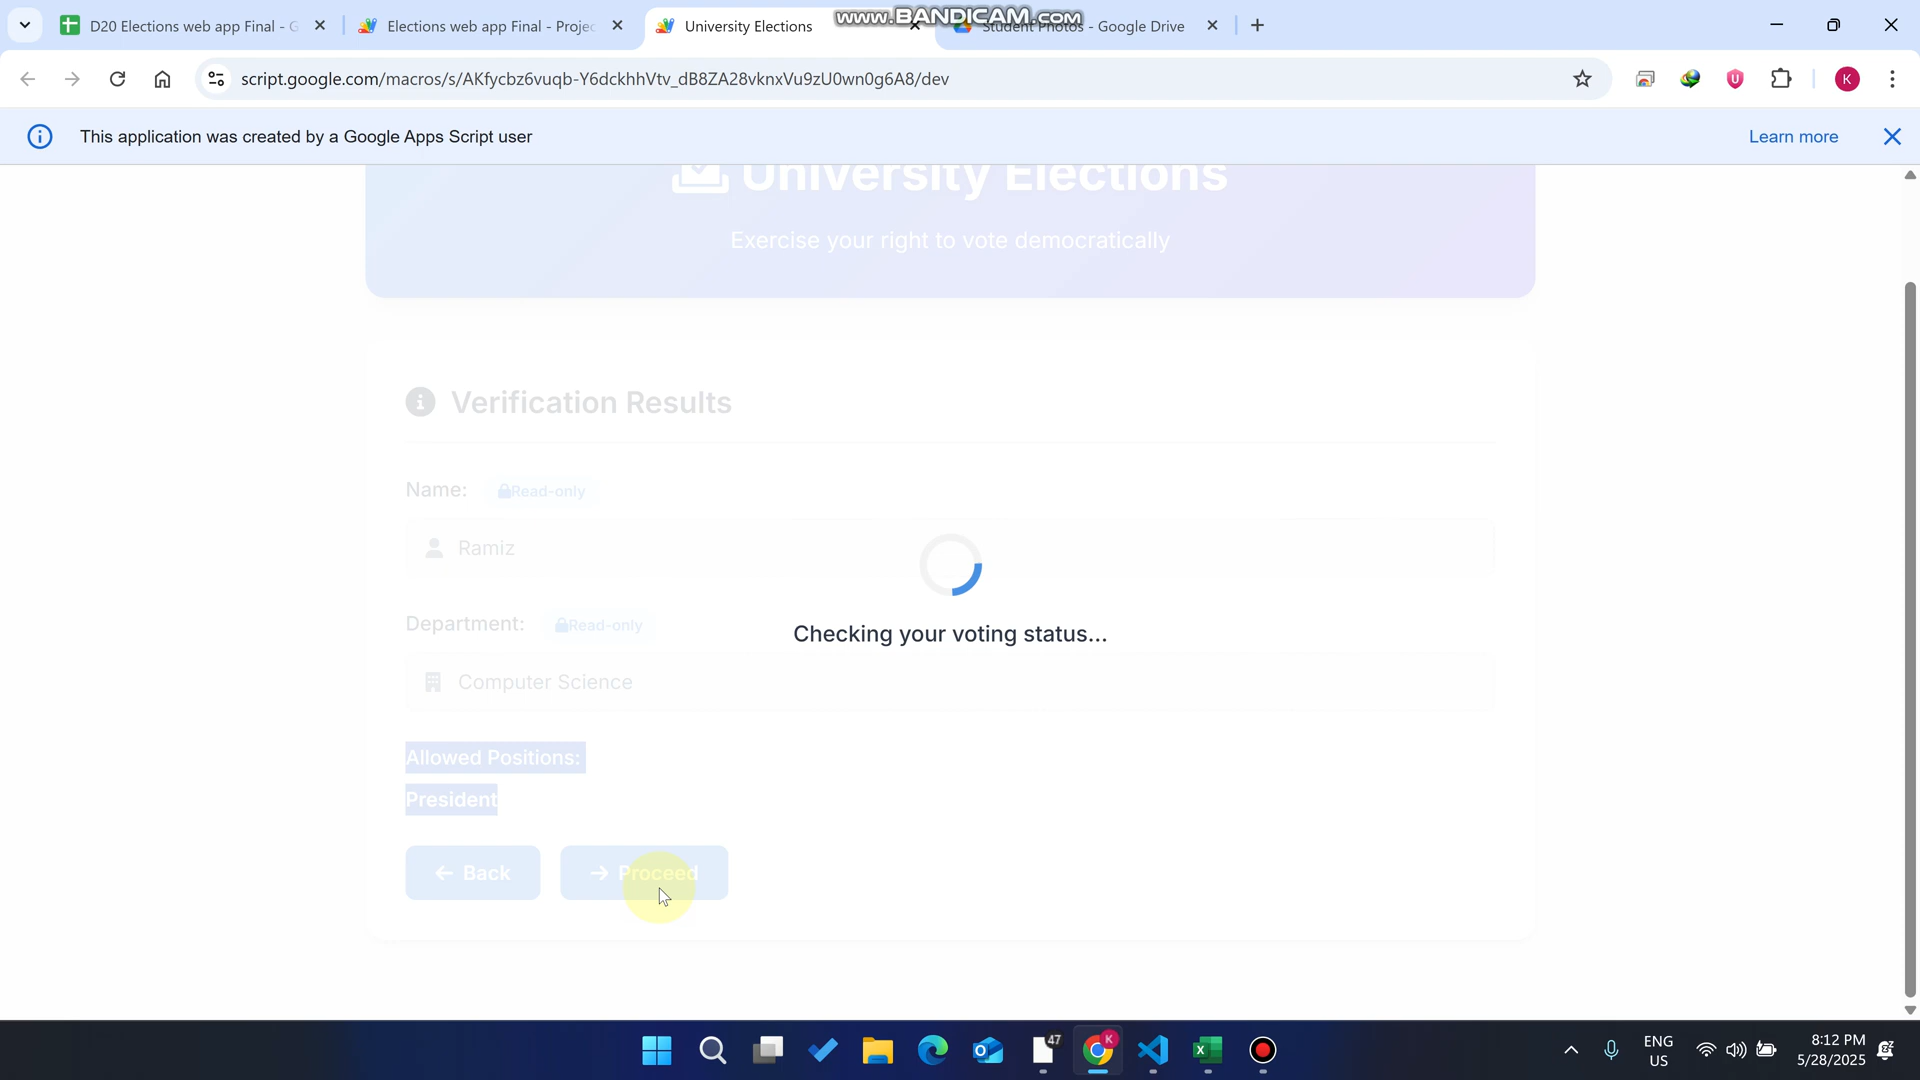 D20 Elections web app Final - G
Elections web app Final - Projec
University Elections
www.BANDICAM.com
Student Photos - Google Drive
script.google.com/macros/s/AKfycbz6vuqb-Y6dckhhVtv_dB8ZA28vknxVu9zU0wn0g6A8/dev
K
This application was created by a Google Apps Script user
Learn more
University Elections
Exercise your right to vote democratically
Verification Results
Name:
Read-only
Ramiz
Department:
Read-only
Checking your voting status...
Computer Science
Allowed Positions:
President
Back
Proceed
47
K
ENG
US
8:12 PM
5/28/2025